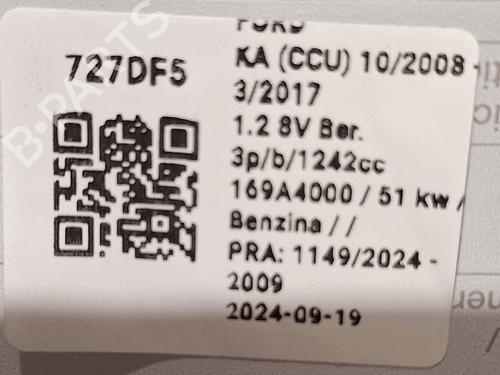 FORD
727DF5
KA (CCU) 10/2008 -
3/2017
1.2 8V Ber.
3p/b/1242cc
169A4000 / 51 kw /
Benzina / /
PRA: 1149/2024 -
2009
2024-09-19
B-PARTS